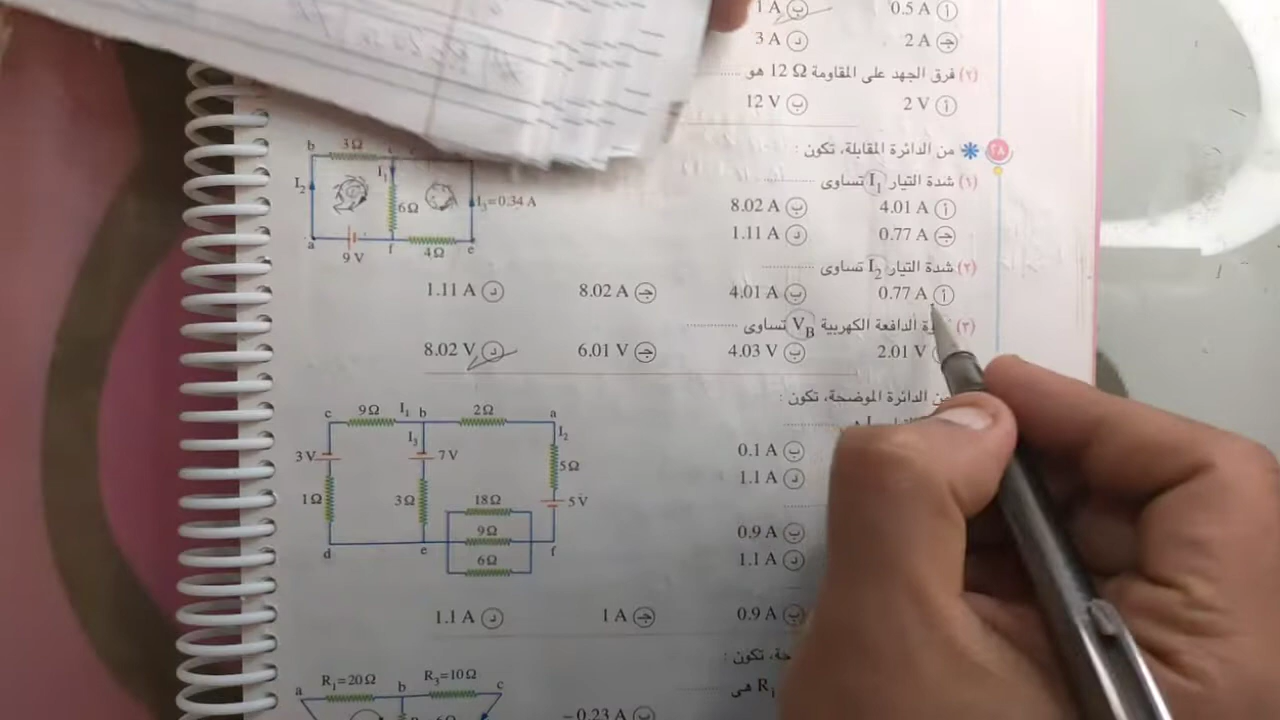 أ 0.5 A ب 1 A
ج 2 A د 3 A
(٢) فرق الجهد على المقاومة 12 Ω هو ..........
أ 2 V ب 12 V
٢٨ * من الدائرة المقابلة، تكون :
(١) شدة التيار I1 تساوى ..........
أ 4.01 A ب 8.02 A
ج 0.77 A د 1.11 A
(٢) شدة التيار I2 تساوى ..........
أ 0.77 A ب 4.01 A ج 8.02 A د 1.11 A
(٣) الدافعة الكهربية VB تساوى ..........
2.01 V ب 4.03 V ج 6.01 V د 8.02 V
b 3Ω
I1
I2
6Ω
I3=0.34 A
a f e
9 V 4Ω
الدائرة الموضحة، تكون :
ب 0.1 A
د 1.1 A
ب 0.9 A
د 1.1 A
ب 0.9 A ج 1 A د 1.1 A
c 9Ω I1 b 2Ω a
I3 I2
3V 7V 5Ω
1Ω 3Ω 18Ω 5V
9Ω
d e f
6Ω
تكون :
R1 هى
ب −0.23 A
a R1=20Ω b R3=10Ω c